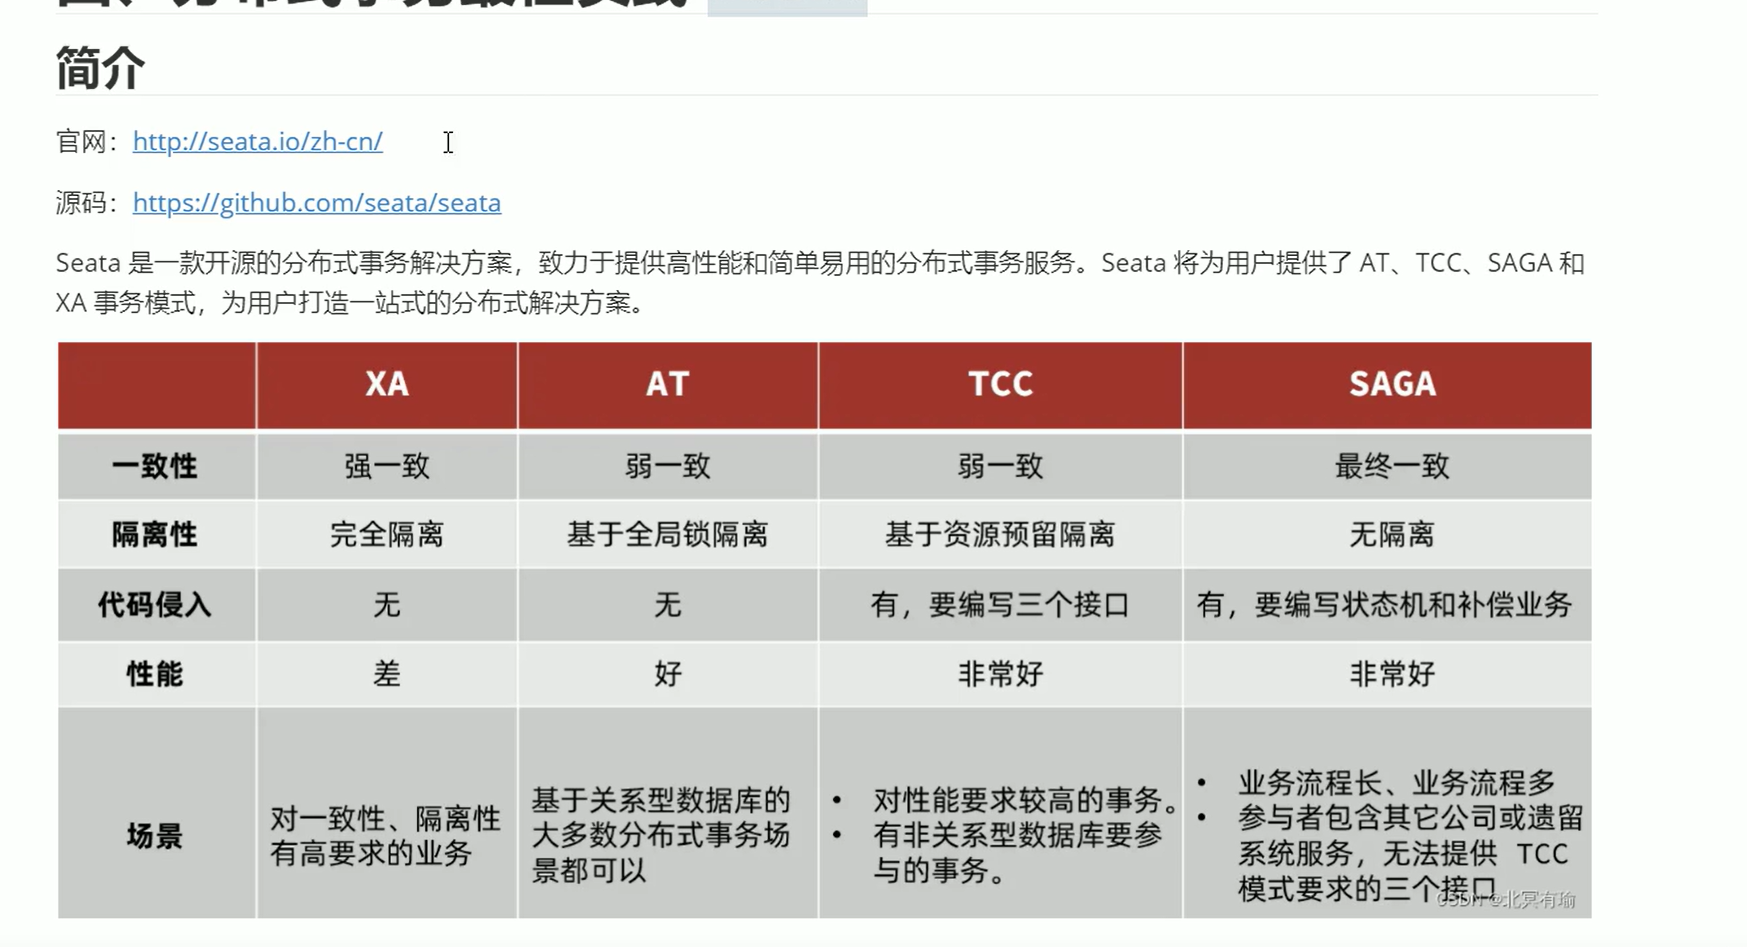 四、分布式事务最佳实践
简介
官网：http://seata.io/zh-cn/
源码：https://github.com/seata/seata
Seata 是一款开源的分布式事务解决方案，致力于提供高性能和简单易用的分布式事务服务。Seata 将为用户提供了 AT、TCC、SAGA 和
XA 事务模式，为用户打造一站式的分布式解决方案。
XA AT TCC SAGA
一致性 强一致 弱一致 弱一致 最终一致
隔离性 完全隔离 基于全局锁隔离 基于资源预留隔离 无隔离
代码侵入 无 无 有，要编写三个接口 有，要编写状态机和补偿业务
性能 差 好 非常好 非常好
场景
对一致性、隔离性
有高要求的业务
基于关系型数据库的
大多数分布式事务场
景都可以
• 对性能要求较高的事务。
• 有非关系型数据库要参
与的事务。
• 业务流程长、业务流程多
• 参与者包含其它公司或遗留
系统服务，无法提供 TCC
模式要求的三个接口
CSDN @北冥有瑜